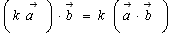 (k a⃗) · b⃗ = k (a⃗ · b⃗)